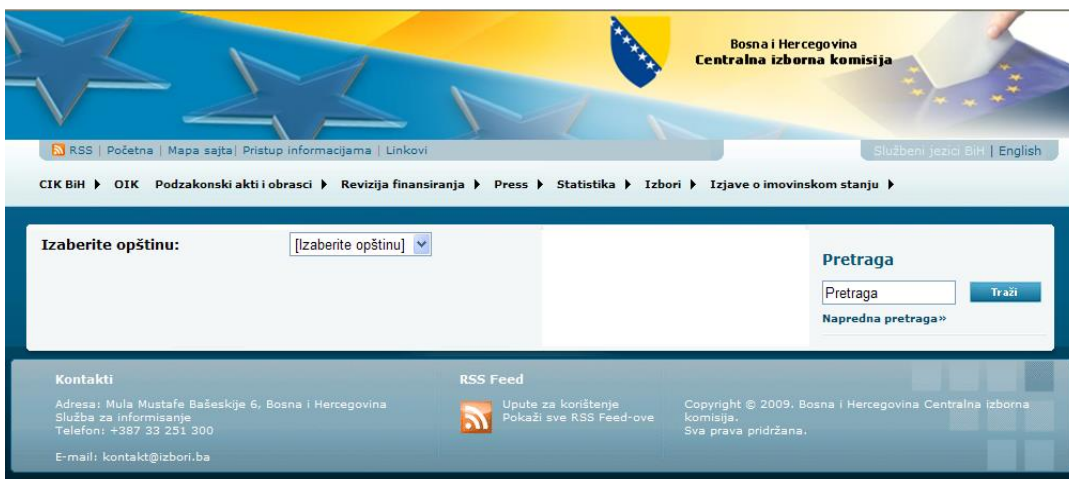 Bosna i Hercegovina
Centralna izborna komisija
RSS | Početna | Mapa sajta| Pristup informacijama | Linkovi
Službeni jezici BiH | English
CIK BiH OIK Podzakonski akti i obrasci Revizija finansiranja Press Statistika Izbori Izjave o imovinskom stanju
Izaberite opštinu: [Izaberite opštinu]
Pretraga
Pretraga Traži
Napredna pretraga»
Kontakti
Adresa: Mula Mustafe Bašeskije 6, Bosna i Hercegovina
Služba za informisanje
Telefon: +387 33 251 300
E-mail: kontakt@izbori.ba
RSS Feed
Upute za korištenje
Pokaži sve RSS Feed-ove
Copyright © 2009. Bosna i Hercegovina Centralna izborna
komisija.
Sva prava pridržana.